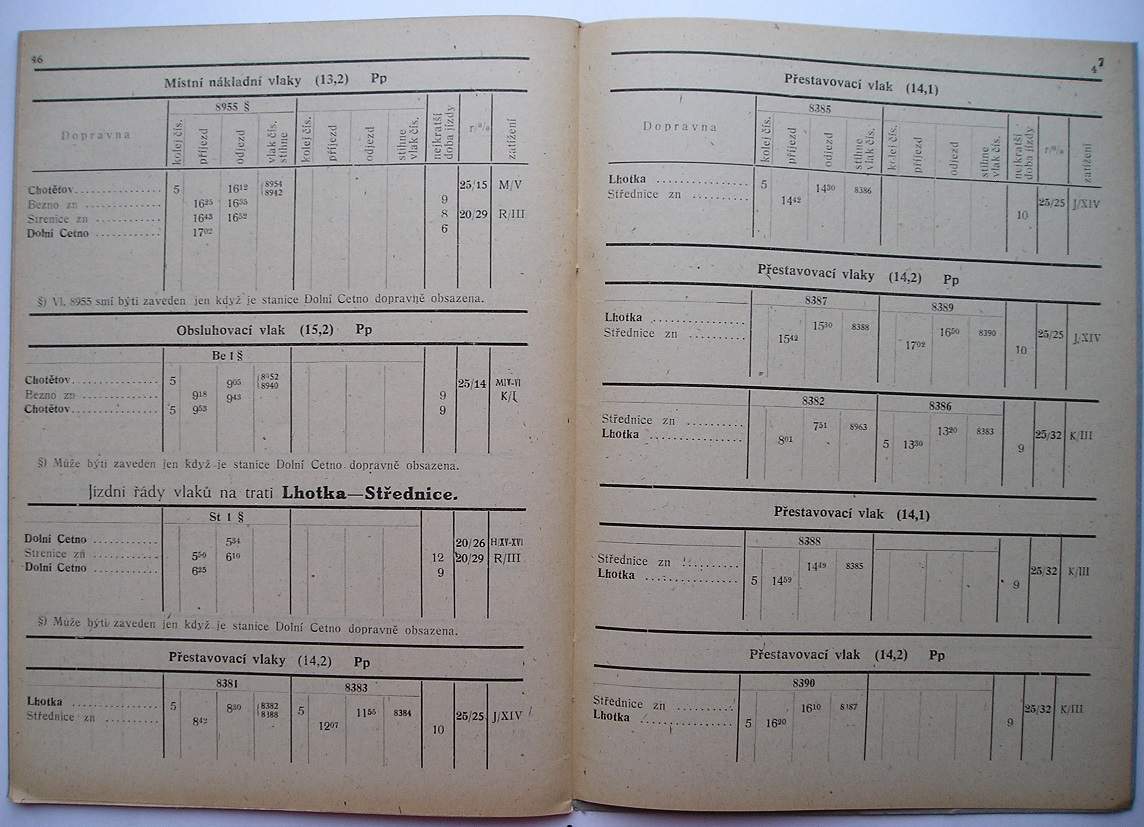 46
Místní nákladní vlaky (13,2) Pp
Dopravna
8955 §
kolej čís. příjezd odjezd vlak čís. stihne kolej čís. příjezd odjezd stihne vlak čís. nejkratší doba jízdy r/⁰/₀₀ zatížení
Chotětov 5 16¹² 8954 8942 25/15 M/V
Bezno zn 16²⁵ 16³⁵ 9
Strenice zn 16⁴³ 16⁵² 8 20/29 R/III
Dolní Cetno 17⁰² 6
§) Vl. 8955 smí býti zaveden jen když je stanice Dolní Cetno dopravně obsazena.
Obsluhovací vlak (15,2) Pp
Be 1 §
Chotětov 5 9⁰⁵ 8952 8940 25/14 MIV-VI
Bezno zn 9¹⁸ 9⁴³ 9 K/I
Chotětov 5 9⁵³ 9
§) Může býti zaveden jen když je stanice Dolní Cetno dopravně obsazena.
Jízdní řády vlaků na trati Lhotka—Střednice.
St 1 §
Dolní Cetno 5³⁴ 20/26 H/XV-XVI
Strenice zn 5⁵⁰ 6¹⁰ 12 20/29 R/III
Dolní Cetno 6²⁵ 9
§) Může býti zaveden jen když je stanice Dolní Cetno dopravně obsazena.
Přestavovací vlaky (14,2) Pp
8381 8383
Lhotka 5 8³⁰ 8382 8388 5 11⁵⁵ 8384 25/25 J/XIV
Střednice zn 8⁴² 12⁰⁷ 10
47
Přestavovací vlak (14,1)
Dopravna
8385
kolej čís. příjezd odjezd stihne vlak čís. kolej čís. příjezd odjezd stihne vlak čís. nejkratší doba jízdy r/⁰/₀₀ zatížení
Lhotka 5 14³⁰ 8386 25/25 J/XIV
Střednice zn 14⁴² 10
Přestavovací vlaky (14,2) Pp
8387 8389
Lhotka 15³⁰ 8388 16⁵⁰ 8390 25/25 J/XIV
Střednice zn 15⁴² 17⁰² 10
8382 8386
Střednice zn 7⁵¹ 8963 13²⁰ 8383 25/32 K/III
Lhotka 8⁰¹ 5 13³⁰ 9
Přestavovací vlak (14,1)
8388
Střednice zn 14⁴⁹ 8385 25/32 K/III
Lhotka 5 14⁵⁹ 9
Přestavovací vlak (14,2) Pp
8390
Střednice zn 16¹⁰ 8387 25/32 K/III
Lhotka 5 16²⁰ 9